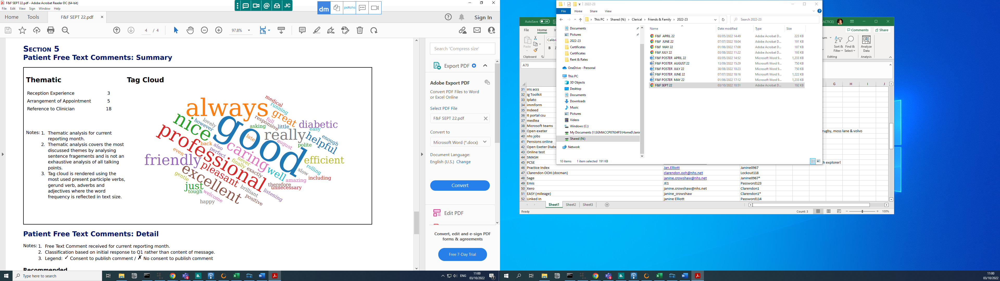 F&F SEPT 22.pdf - Adobe Acrobat Reader DC (64-bit)
File Edit View Sign Window Help
JC
dm
patchs
Home Tools F&F SEPT 22.pdf
Sign In
4 / 4
97.8%
SECTION 5
Patient Free Text Comments: Summary
Thematic
Reception Experience 3
Arrangement of Appointment 5
Reference to Clinician 18
Notes: 1. Thematic analysis for current
reporting month.
2. Thematic analysis covers the most
discussed themes by analysing
sentence fragements and is not an
exhaustive analysis of all talking
points.
3. Tag cloud is rendered using the
most used present participle verbs,
gerund verb, adverbs and
adjectives where the word
frequency is reflected in text size.
Tag Cloud
medical
running
always
great
nice
however
lovely
responsive
full
asking
little
diabetic
easy
good
late
really
helpful
enough
professional
back
also
perfect
caring
august
polite
even
friendly
finally
never
exactly
efficient
well
slow
rolling
excellent
pleasant
gentle
amazing
including
therefore
unnecessary
just
tough
welcome
brilliant
listening
positive
happy
Patient Free Text Comments: Detail
Notes: 1. Free Text Comment received for current reporting month.
2. Classification based on initial response to Q1 rather than content of message.
3. Legend: ✓ Consent to publish comment / ✗ No consent to publish comment
Recommended
Search 'Compress size'
Export PDF
Adobe Export PDF
Convert PDF Files to Word
or Excel Online
Select PDF File
F&F SEPT 22.pdf
Convert to
Microsoft Word (*.docx)
Document Language:
English (U.S.) Change
Convert
Edit PDF
Convert, edit and e-sign PDF
forms & agreements
Free 7-Day Trial
Type here to search
ENG
11:00
03/10/2022
2022-23
File Home Share View
This PC Shared (N:) Clerical Friends & Family 2022-23
Search 2022-23
Documents
Pictures
2022-23
Certificates
Certificates
Rent & Rates
OneDrive - Personal
This PC
3D Objects
Desktop
Documents
Downloads
Music
Pictures
Videos
Windows (C:)
My Documents (\\SGMACCP87634FS\Home$\Janin
Shared (N:)
Network
Name Date modified Type Size
F&F APRIL 22 03/05/2022 14:49 Adobe Acrobat D... 223 KB
F&F JUNE 22 07/07/2022 18:04 Adobe Acrobat D... 191 KB
F&F MAY 22 01/06/2022 17:08 Adobe Acrobat D... 187 KB
F&F JULY 22 03/08/2022 11:22 Adobe Acrobat D... 193 KB
F&F POSTER APRIL 22 03/05/2022 14:52 Microsoft Word 9... 1,233 KB
F&F POSTER AUGUST 22 13/09/2022 15:29 Microsoft Word 9... 750 KB
F&F POSTER JULY 22 30/08/2022 10:23 Microsoft Word 9... 750 KB
F&F POSTER JUNE 22 07/07/2022 18:16 Microsoft Word 9... 1,222 KB
F&F POSTER MAY 22 01/06/2022 17:12 Microsoft Word 9... 1,233 KB
F&F SEPT 22 03/10/2022 10:51 Adobe Acrobat D... 192 KB
10 items 1 item selected 191 KB
AutoSave Off
ACTICE)
File Home
Comments Share
Paste
Calibri
B
Clipboard
Sort & Filter
Find & Select
Analyze Data
Editing Analysis
A73
G H I J
31 iris accs
32 ig Toolkit
33 Iplato
34 immform
35 Indeed
36 It portal csu
37 medlea
38 Microsoft teams
39 Open exeter rugby, moss lane & volvo
40 nhs jobs
41 Pensions online
42 Open Exeter Diabe
43 Online test
44 SMASH
45 PCSE ch explorer!
46 Practice Index Jan.Elliott [password redacted]
47 Clarendon OOH (docman) clarendon.ooh@nhs.net [password redacted]
48 Sage janine.crowshaw@nhs.net [password redacted]
49 Emis JE1 [password redacted]
50 Xero janine.crowshaw@nhs.net [password redacted]
51 EASY (mileage) janine_crowshaw [password redacted]
52 Linked in janine Elliott [password redacted]
Sheet1 Sheet2 Sheet3
Ready Count: 3 100%
11:00
03/10/2022